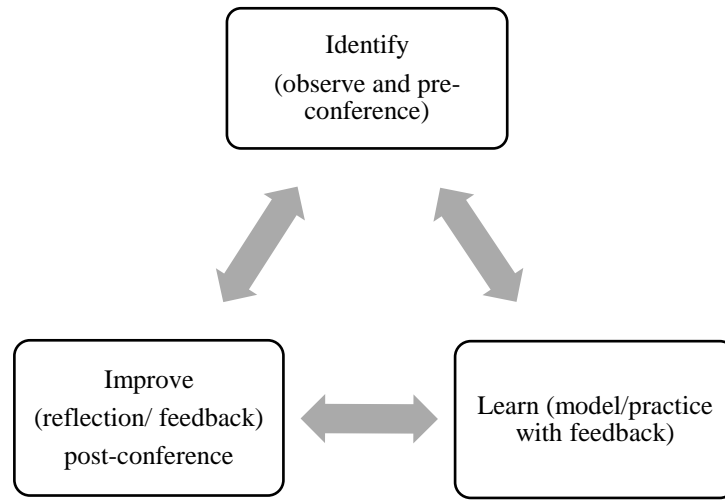 Identify
(observe and pre-
conference)
Improve
(reflection/ feedback)
post-conference
Learn (model/practice
with feedback)